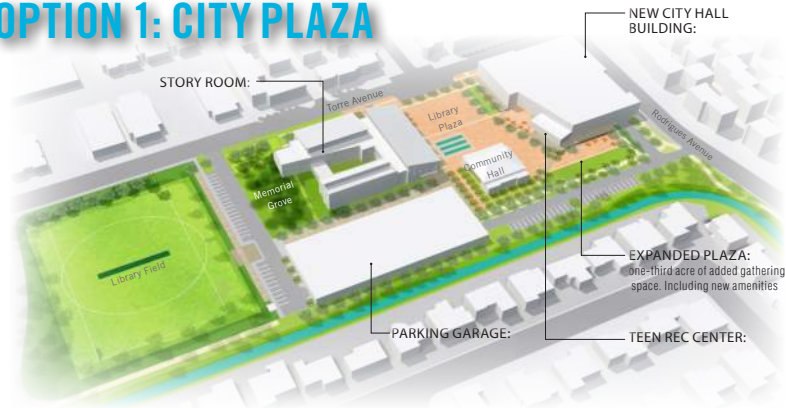 OPTION 1: CITY PLAZA
NEW CITY HALL
BUILDING:
STORY ROOM:
Torre Avenue
Library
Plaza
Rodrigues Avenue
Community
Hall
Memorial
Grove
Library Field
EXPANDED PLAZA:
one-third acre of added gathering
space. Including new amenities
PARKING GARAGE:
TEEN REC CENTER: